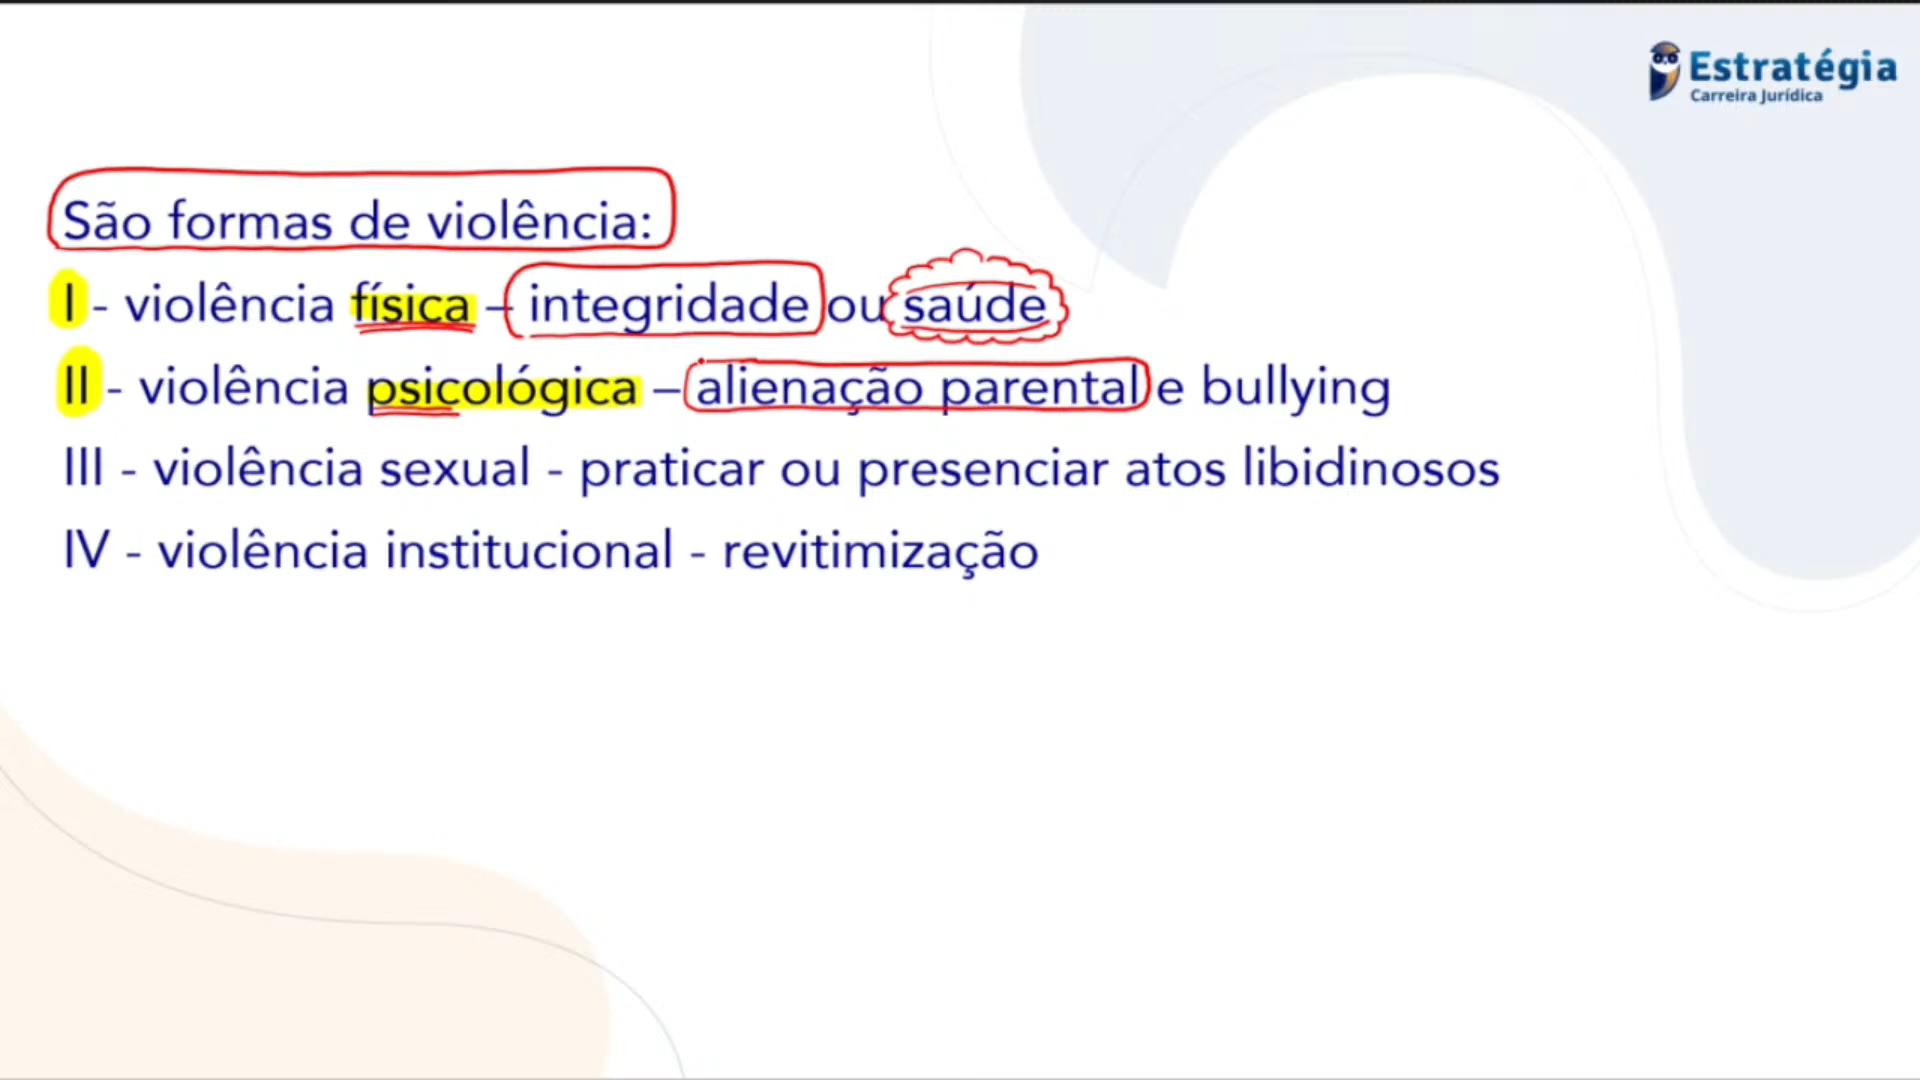 Estratégia
Carreira Jurídica
São formas de violência:
I - violência física – integridade ou saúde
II - violência psicológica – alienação parental e bullying
III - violência sexual - praticar ou presenciar atos libidinosos
IV - violência institucional - revitimização